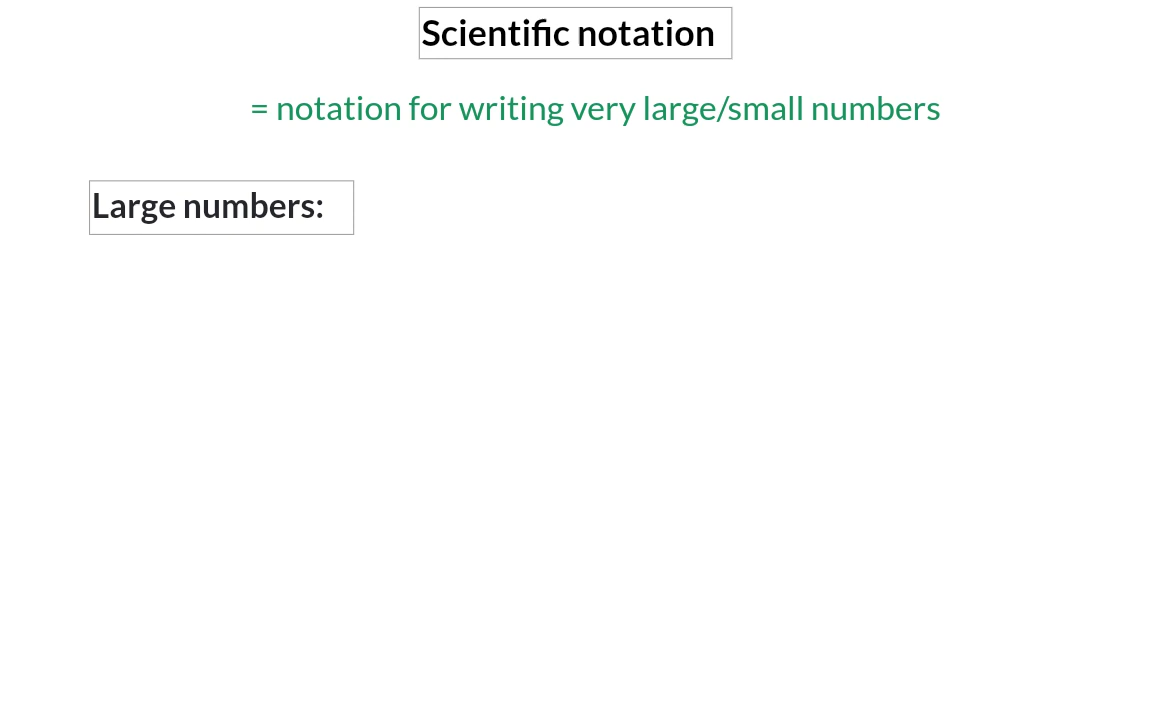 Scientific notation
= notation for writing very large/small numbers
Large numbers: